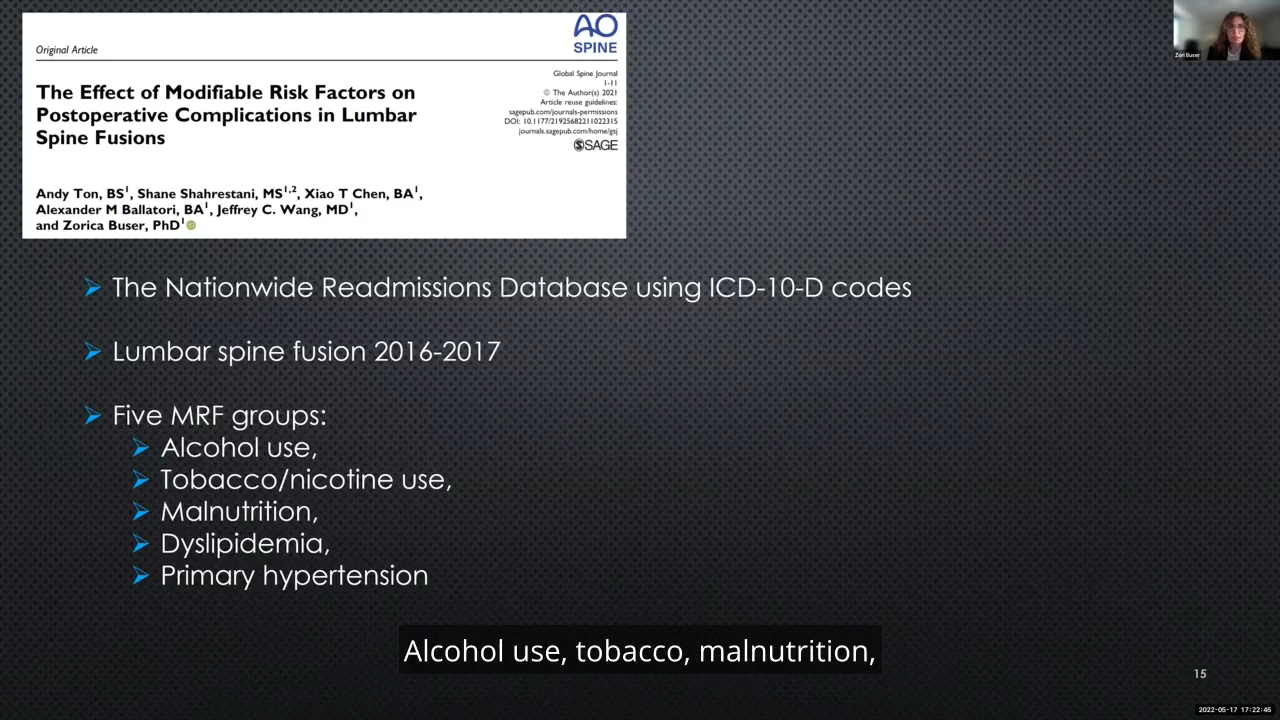 AO
SPINE
Original Article
Global Spine Journal
1-11
© The Author(s) 2021
Article reuse guidelines:
sagepub.com/journals-permissions
DOI: 10.1177/21925682211022315
journals.sagepub.com/home/gsj
SAGE
The Effect of Modifiable Risk Factors on
Postoperative Complications in Lumbar
Spine Fusions
Andy Ton, BS1, Shane Shahrestani, MS1,2, Xiao T Chen, BA1,
Alexander M Ballatori, BA1, Jeffrey C. Wang, MD1,
and Zorica Buser, PhD1
Zori Buser
The Nationwide Readmissions Database using ICD-10-D codes
Lumbar spine fusion 2016-2017
Five MRF groups:
Alcohol use,
Tobacco/nicotine use,
Malnutrition,
Dyslipidemia,
Primary hypertension
Alcohol use, tobacco, malnutrition,
15
2022-05-17 17:22:45